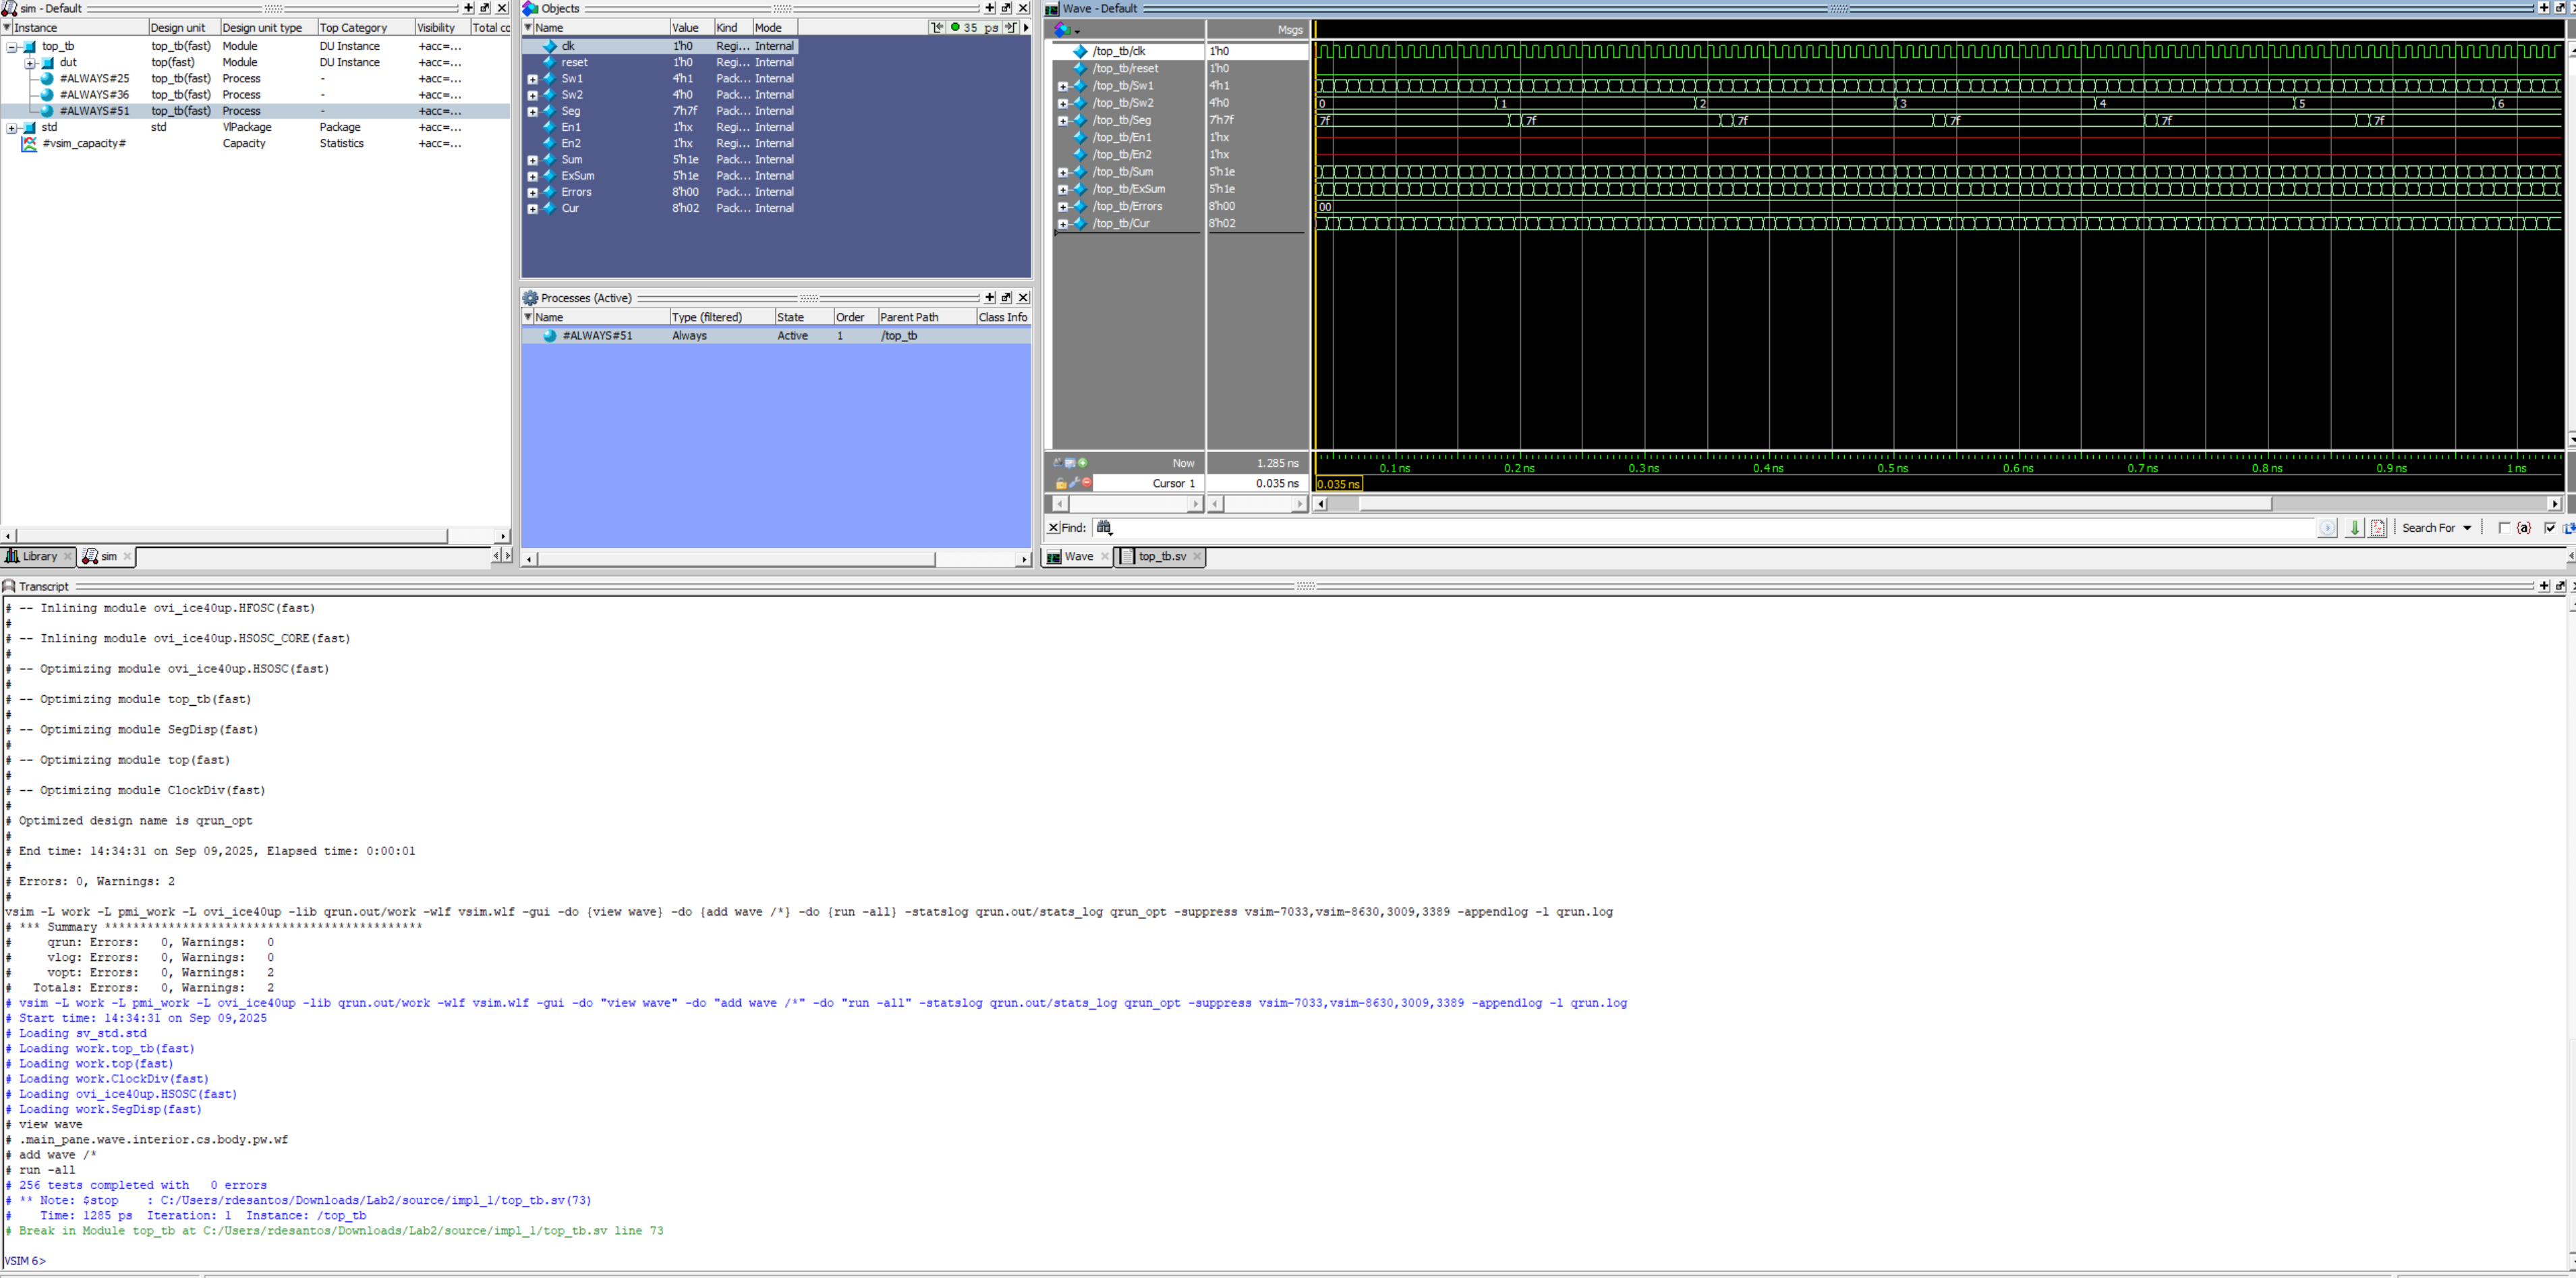 sim - Default
Instance Design unit Design unit type Top Category Visibility Total cc
top_tb top_tb(fast) Module DU Instance +acc=...
dut top(fast) Module DU Instance +acc=...
#ALWAYS#25 top_tb(fast) Process - +acc=...
#ALWAYS#36 top_tb(fast) Process - +acc=...
#ALWAYS#51 top_tb(fast) Process - +acc=...
std std VlPackage Package +acc=...
#vsim_capacity# Capacity Statistics +acc=...
Library sim
Objects
Name Value Kind Mode 35 ps
clk 1'h0 Regi... Internal
reset 1'h0 Regi... Internal
Sw1 4'h1 Pack... Internal
Sw2 4'h0 Pack... Internal
Seg 7'h7f Pack... Internal
En1 1'hx Regi... Internal
En2 1'hx Regi... Internal
Sum 5'h1e Pack... Internal
ExSum 5'h1e Pack... Internal
Errors 8'h00 Pack... Internal
Cur 8'h02 Pack... Internal
Processes (Active)
Name Type (filtered) State Order Parent Path Class Info
#ALWAYS#51 Always Active 1 /top_tb
Wave - Default
Msgs
/top_tb/clk 1'h0
/top_tb/reset 1'h0
/top_tb/Sw1 4'h1
/top_tb/Sw2 4'h0 0 1 2 3 4 5 6
/top_tb/Seg 7'h7f 7f 7f 7f 7f 7f 7f
/top_tb/En1 1'hx
/top_tb/En2 1'hx
/top_tb/Sum 5'h1e
/top_tb/ExSum 5'h1e
/top_tb/Errors 8'h00 00
/top_tb/Cur 8'h02
Now 1.285 ns 0.1 ns 0.2 ns 0.3 ns 0.4 ns 0.5 ns 0.6 ns 0.7 ns 0.8 ns 0.9 ns 1 ns
Cursor 1 0.035 ns 0.035 ns
Find: Search For {a}
Wave top_tb.sv
Transcript
# -- Inlining module ovi_ice40up.HFOSC(fast)
#
# -- Inlining module ovi_ice40up.HSOSC_CORE(fast)
#
# -- Optimizing module ovi_ice40up.HSOSC(fast)
#
# -- Optimizing module top_tb(fast)
#
# -- Optimizing module SegDisp(fast)
#
# -- Optimizing module top(fast)
#
# -- Optimizing module ClockDiv(fast)
#
# Optimized design name is qrun_opt
#
# End time: 14:34:31 on Sep 09,2025, Elapsed time: 0:00:01
#
# Errors: 0, Warnings: 2
#
vsim -L work -L pmi_work -L ovi_ice40up -lib qrun.out/work -wlf vsim.wlf -gui -do {view wave} -do {add wave /*} -do {run -all} -statslog qrun.out/stats_log qrun_opt -suppress vsim-7033,vsim-8630,3009,3389 -appendlog -l qrun.log
# *** Summary *********************************************
#     qrun: Errors:   0, Warnings:   0
#     vlog: Errors:   0, Warnings:   0
#     vopt: Errors:   0, Warnings:   2
#   Totals: Errors:   0, Warnings:   2
# vsim -L work -L pmi_work -L ovi_ice40up -lib qrun.out/work -wlf vsim.wlf -gui -do "view wave" -do "add wave /*" -do "run -all" -statslog qrun.out/stats_log qrun_opt -suppress vsim-7033,vsim-8630,3009,3389 -appendlog -l qrun.log
# Start time: 14:34:31 on Sep 09,2025
# Loading sv_std.std
# Loading work.top_tb(fast)
# Loading work.top(fast)
# Loading work.ClockDiv(fast)
# Loading ovi_ice40up.HSOSC(fast)
# Loading work.SegDisp(fast)
# view wave
# .main_pane.wave.interior.cs.body.pw.wf
# add wave /*
# run -all
# 256 tests completed with   0 errors
# ** Note: $stop    : C:/Users/rdesantos/Downloads/Lab2/source/impl_1/top_tb.sv(73)
#    Time: 1285 ps  Iteration: 1  Instance: /top_tb
# Break in Module top_tb at C:/Users/rdesantos/Downloads/Lab2/source/impl_1/top_tb.sv line 73
VSIM 6>